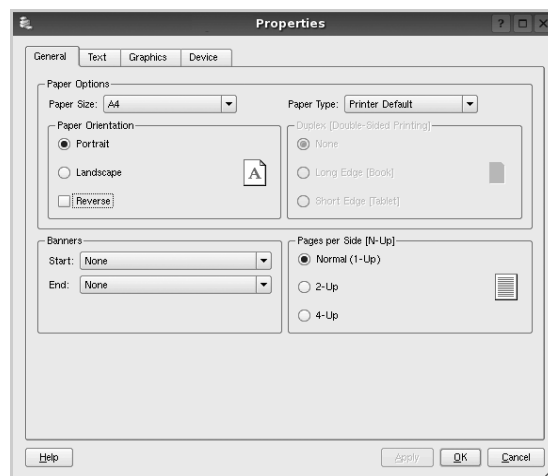 Properties
General Text Graphics Device
Paper Options
Paper Size: A4 Paper Type: Printer Default
Paper Orientation
Portrait
Landscape
Reverse
A
Duplex [Double-Sided Printing]
None
Long Edge [Book]
Short Edge [Tablet]
Banners
Start: None
End: None
Pages per Side [N-Up]
Normal (1-Up)
2-Up
4-Up
Help Apply OK Cancel